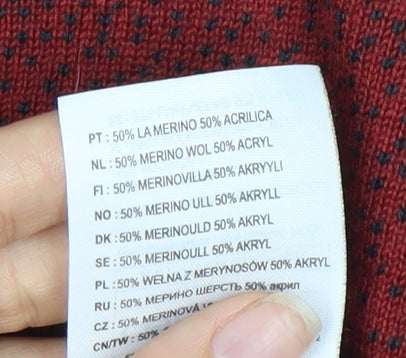 PT : 50% LA MERINO 50% ACRILICA
NL : 50% MERINO WOL 50% ACRYL
FI : 50% MERINOVILLA 50% AKRYYLI
NO : 50% MERINO ULL 50% AKRYLL
DK : 50% MERINOULD 50% AKRYL
SE : 50% MERINOULL 50% AKRYL
PL : 50% WEŁNA Z MERYNOSÓW 50% AKRYL
RU : 50% МЕРИНО ШЕРСТЬ 50% акрил
CZ : 50% MERINOVÁ
CN/TW : 50%